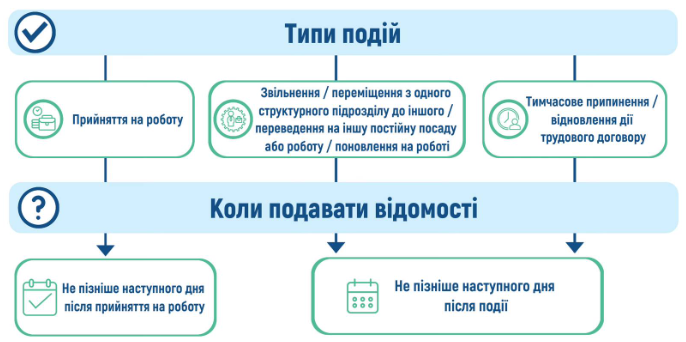 Типи подій
Прийняття на роботу
Звільнення / переміщення з одного
структурного підрозділу до іншого /
переведення на іншу постійну посаду
або роботу / поновлення на роботі
Тимчасове припинення /
відновлення дії
трудового договору
?
Коли подавати відомості
Не пізніше наступного дня
після прийняття на роботу
Не пізніше наступного дня
після події